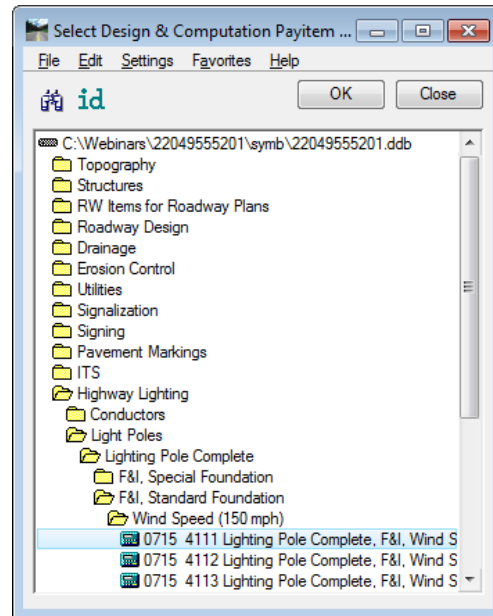 Select Design & Computation Payitem ...
File Edit Settings Favorites Help
id OK Close
C:\Webinars\22049555201\symb\22049555201.ddb
Topography
Structures
RW Items for Roadway Plans
Roadway Design
Drainage
Erosion Control
Utilities
Signalization
Signing
Pavement Markings
ITS
Highway Lighting
Conductors
Light Poles
Lighting Pole Complete
F&I, Special Foundation
F&I, Standard Foundation
Wind Speed (150 mph)
0715 4111 Lighting Pole Complete, F&I, Wind S
0715 4112 Lighting Pole Complete, F&I, Wind S
0715 4113 Lighting Pole Complete, F&I, Wind S